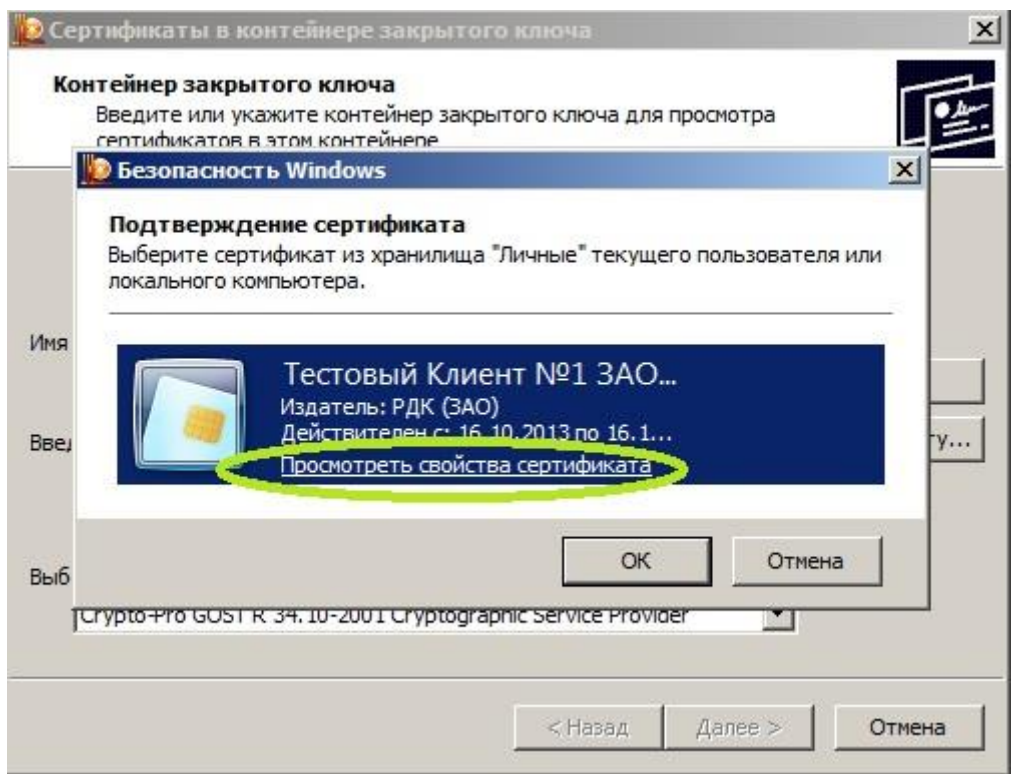 Сертификаты в контейнере закрытого ключа
Контейнер закрытого ключа
Введите или укажите контейнер закрытого ключа для просмотра
сертификатов в этом контейнере
Безопасность Windows
Подтверждение сертификата
Выберите сертификат из хранилища "Личные" текущего пользователя или
локального компьютера.
Имя
Тестовый Клиент №1 ЗАО...
Издатель: РДК (ЗАО)
Действителен с: 16.10.2013 по 16.1...
Введ
у...
Просмотреть свойства сертификата
OK
Отмена
Выб
Crypto-Pro GOST R 34.10-2001 Cryptographic Service Provider
< Назад
Далее >
Отмена